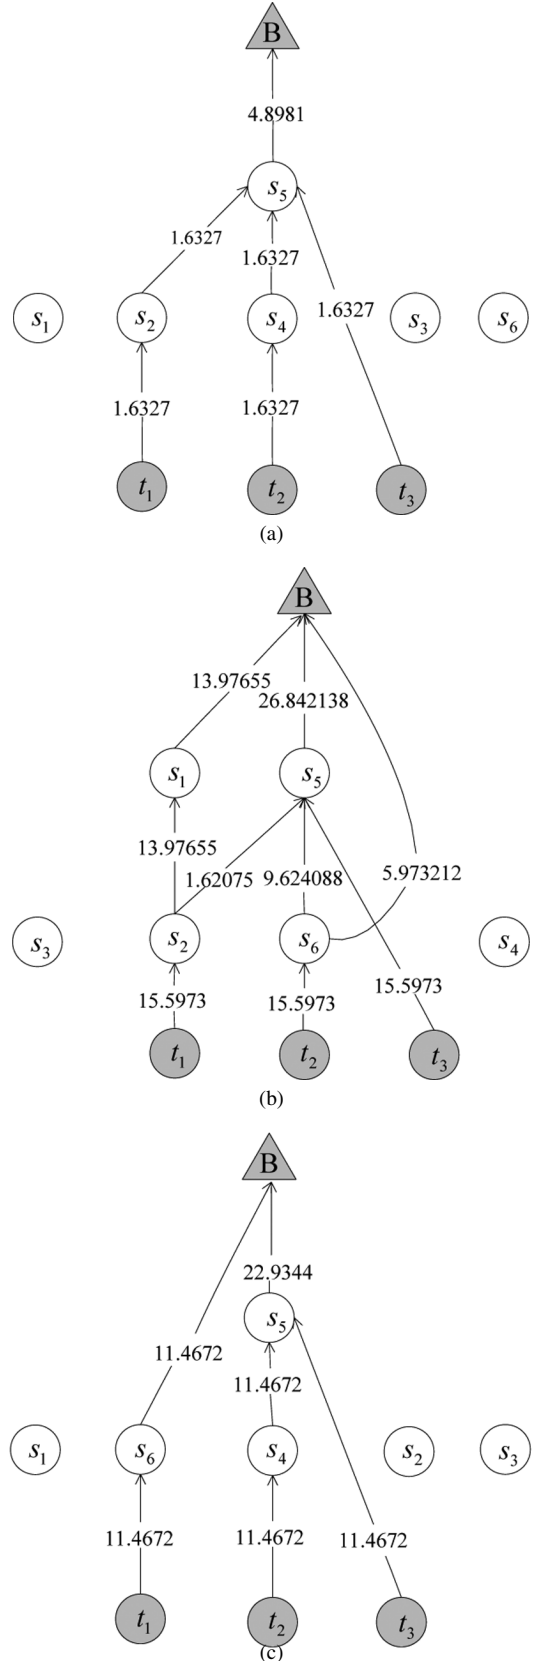 B
4.8981
s5
1.6327
1.6327
1.6327
s1 s2 s4 s3 s6
1.6327 1.6327
t1 t2 t3
(a)
B
13.97655
26.842138
s1 s5
13.97655
1.62075 9.624088 5.973212
s3 s2 s6 s4
15.5973 15.5973 15.5973
t1 t2 t3
(b)
B
22.9344
s5
11.4672
11.4672
s1 s6 s4 s2 s3
11.4672 11.4672 11.4672
t1 t2 t3
(c)